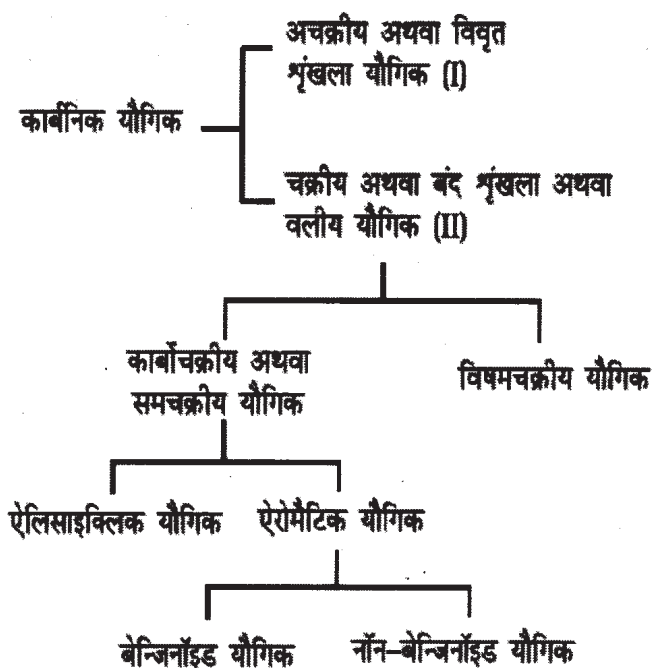 अचक्रीय अथवा विवृत
शृंखला यौगिक (I)
कार्बनिक यौगिक
चक्रीय अथवा बंद शृंखला अथवा
वलीय यौगिक (II)
कार्बोचक्रीय अथवा
समचक्रीय यौगिक
विषमचक्रीय यौगिक
ऐलिसाइक्लिक यौगिक
ऐरोमैटिक यौगिक
बेन्जिनॉइड यौगिक
नॉन-बेन्जिनॉइड यौगिक